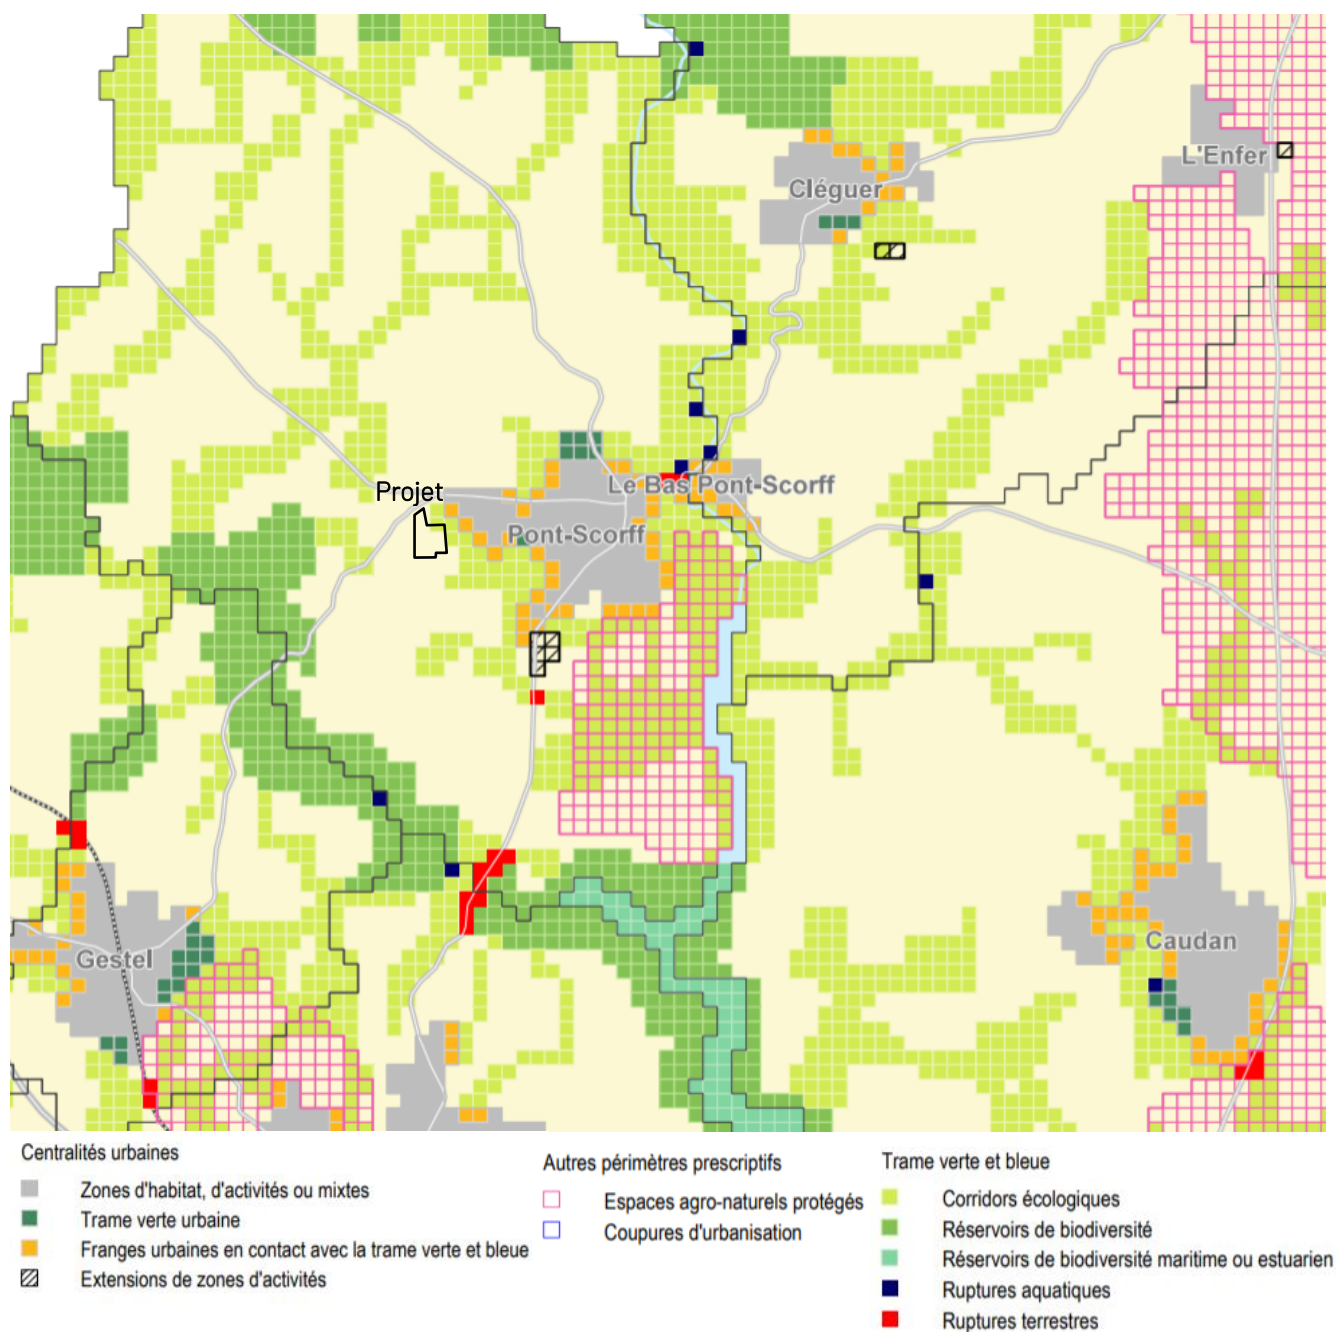 L'Enfer
Cléguer
Projet
Le Bas Pont-Scorff
Pont-Scorff
Gestel
Caudan
Centralités urbaines
Zones d'habitat, d'activités ou mixtes
Trame verte urbaine
Franges urbaines en contact avec la trame verte et bleue
Extensions de zones d'activités
Autres périmètres prescriptifs
Espaces agro-naturels protégés
Coupures d'urbanisation
Trame verte et bleue
Corridors écologiques
Réservoirs de biodiversité
Réservoirs de biodiversité maritime ou estuarien
Ruptures aquatiques
Ruptures terrestres